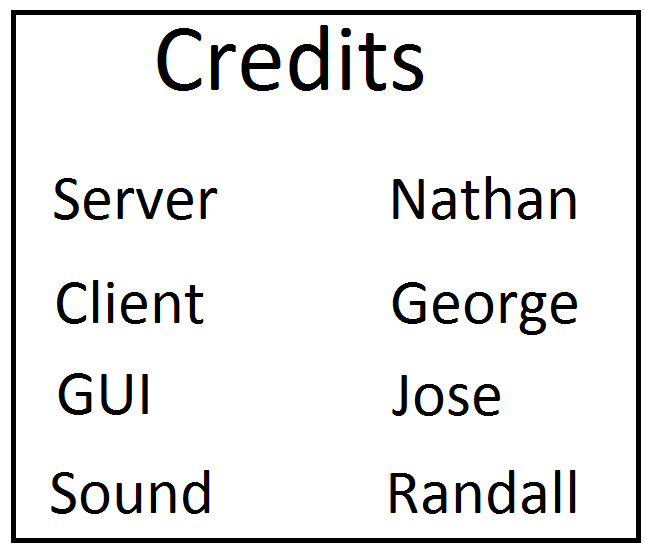 Credits
Server Nathan
Client George
GUI Jose
Sound Randall